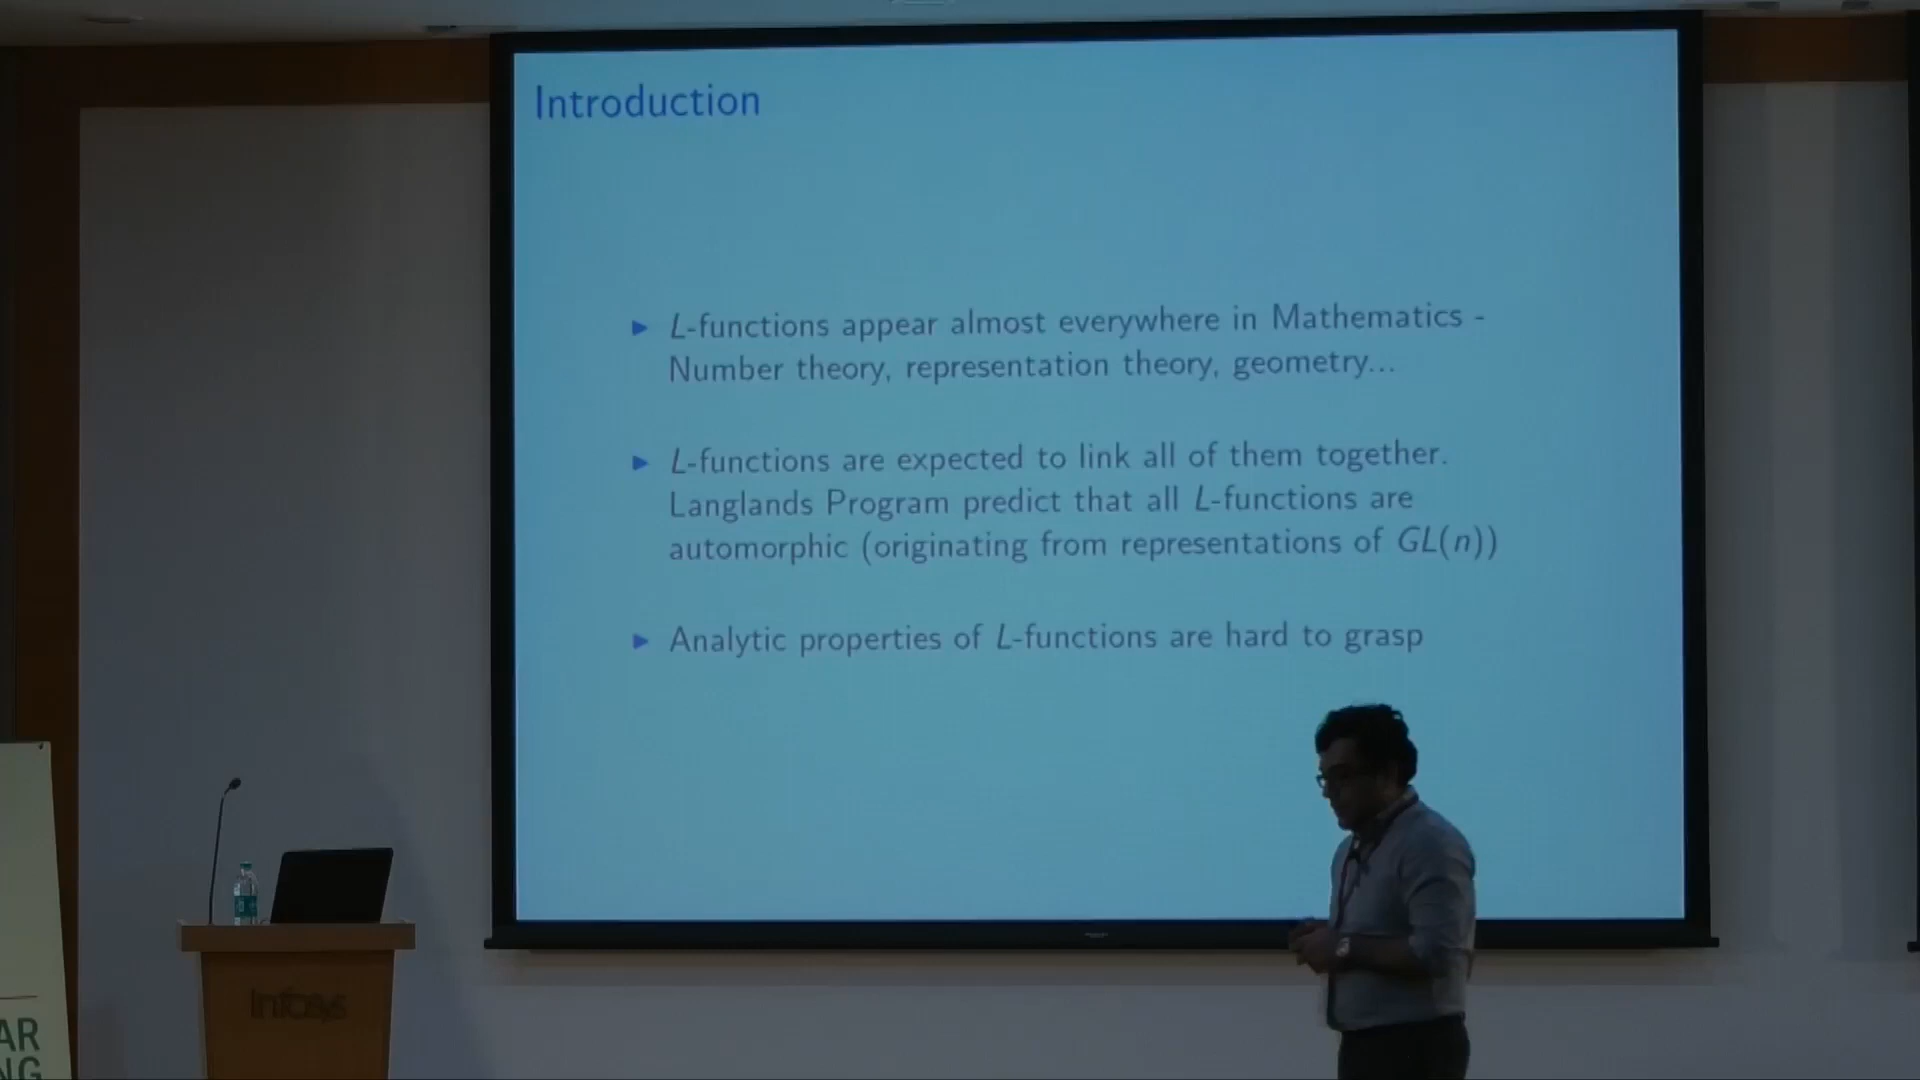 Introduction
► L-functions appear almost everywhere in Mathematics -
Number theory, representation theory, geometry...
► L-functions are expected to link all of them together.
Langlands Program predict that all L-functions are
automorphic (originating from representations of GL(n))
► Analytic properties of L-functions are hard to grasp
Infosys
AR
NG